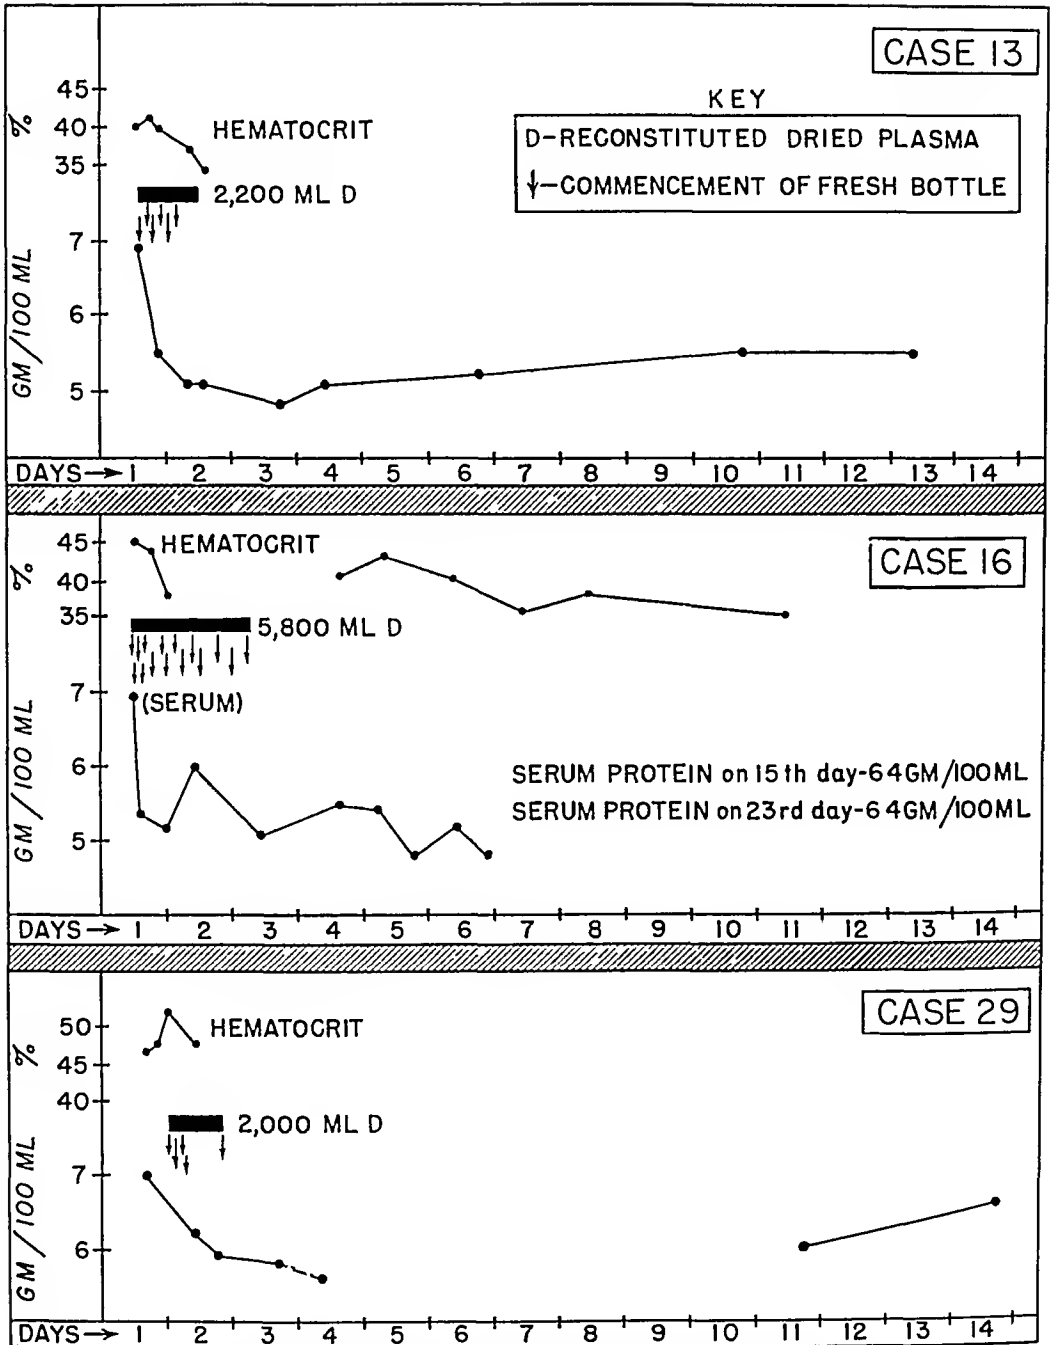 CASE 13
KEY
D-RECONSTITUTED DRIED PLASMA
↓-COMMENCEMENT OF FRESH BOTTLE
%
45
40
35
HEMATOCRIT
2,200 ML D
GM/100 ML
7
6
5
DAYS→ 1 2 3 4 5 6 7 8 9 10 11 12 13 14
CASE 16
%
45
40
35
HEMATOCRIT
5,800 ML D
(SERUM)
GM/100 ML
7
6
5
SERUM PROTEIN on 15th day-64GM/100ML
SERUM PROTEIN on 23rd day-64GM/100ML
DAYS→ 1 2 3 4 5 6 7 8 9 10 11 12 13 14
CASE 29
%
50
45
40
HEMATOCRIT
2,000 ML D
GM/100 ML
7
6
DAYS→ 1 2 3 4 5 6 7 8 9 10 11 12 13 14